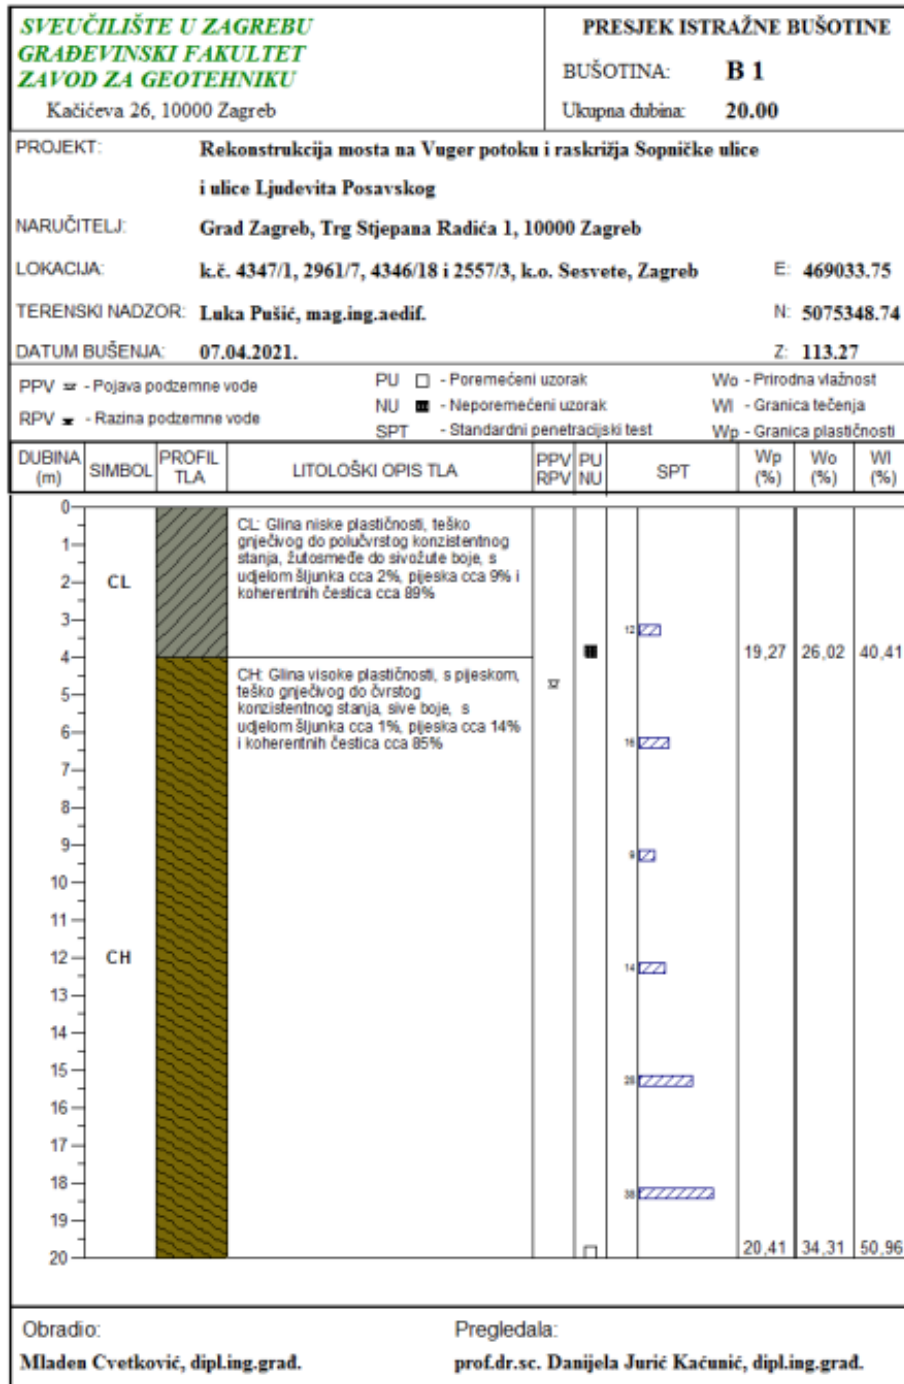 SVEUČILIŠTE U ZAGREBU
GRAĐEVINSKI FAKULTET
ZAVOD ZA GEOTEHNIKU
Kačićeva 26, 10000 Zagreb
PRESJEK ISTRAŽNE BUŠOTINE
BUŠOTINA: B 1
Ukupna dubina: 20.00
PROJEKT: Rekonstrukcija mosta na Vuger potoku i raskrižja Sopničke ulice
i ulice Ljudevita Posavskog
NARUČITELJ: Grad Zagreb, Trg Stjepana Radića 1, 10000 Zagreb
LOKACIJA: k.č. 4347/1, 2961/7, 4346/18 i 2557/3, k.o. Sesvete, Zagreb E: 469033.75
TERENSKI NADZOR: Luka Pušić, mag.ing.aedif. N: 5075348.74
DATUM BUŠENJA: 07.04.2021. Z: 113.27
PPV - Pojava podzemne vode PU - Poremećeni uzorak Wo - Prirodna vlažnost
NU - Neporemećeni uzorak Wl - Granica tečenja
RPV - Razina podzemne vode
SPT - Standardni penetracijski test Wp - Granica plastičnosti
DUBINA (m) SIMBOL PROFIL TLA LITOLOŠKI OPIS TLA PPV RPV PU NU SPT Wp (%) Wo (%) Wl (%)
0
CL: Glina niske plastičnosti, teško
gnječivog do polučvrstog konzistentnog
1
stanja, žutosmeđe do sivožute boje, s
udjelom šljunka cca 2%, pijeska cca 9% i
2 CL
koherentnih čestica cca 89%
3
12
4 19,27 26,02 40,41
CH: Glina visoke plastičnosti, s pijeskom,
teško gnječivog do čvrstog
5
konzistentnog stanja, sive boje, s
udjelom šljunka cca 1%, pijeska cca 14%
6
i koherentnih čestica cca 85%
16
7
8
9
9
10
11
12 CH
14
13
14
15
16
17
18
19
20 20,41 34,31 50,96
Obradio:
Mladen Cvetković, dipl.ing.građ.
Pregledala:
prof.dr.sc. Danijela Jurić Kaćunić, dipl.ing.građ.